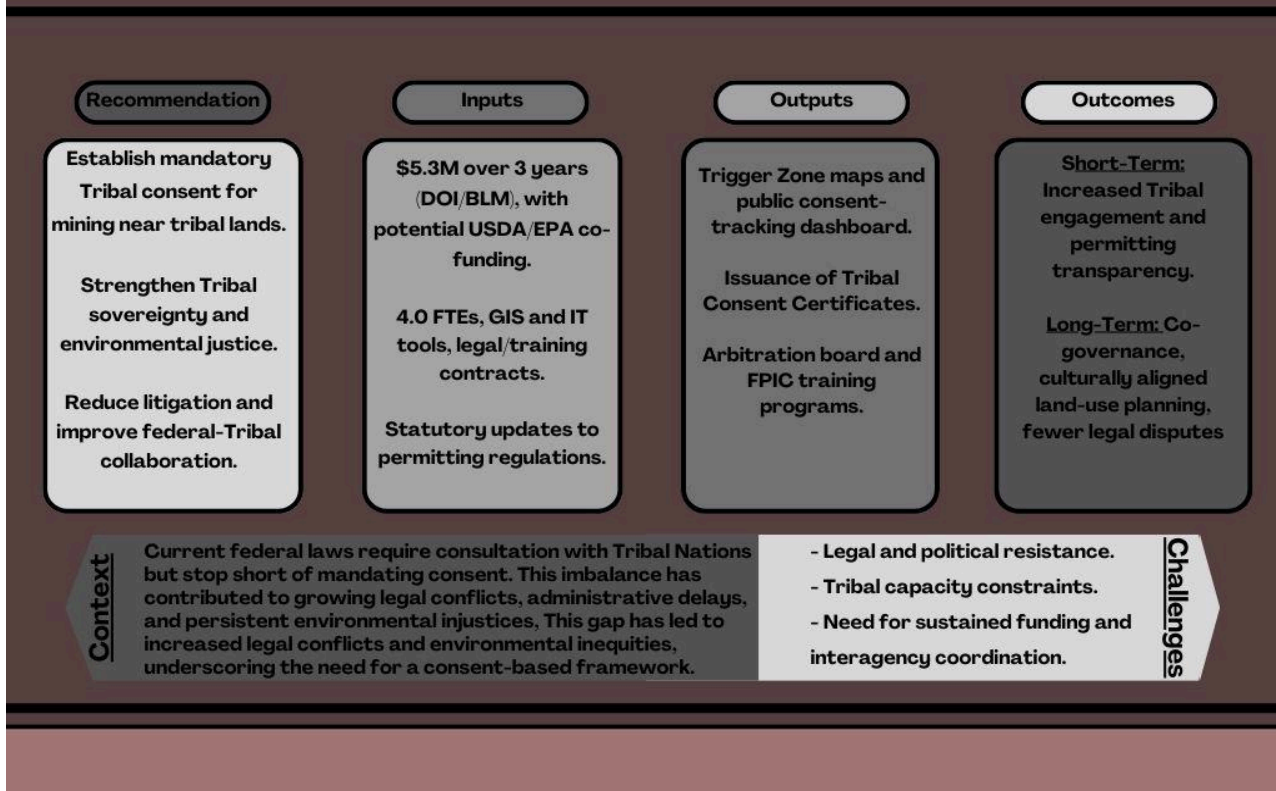 Recommendation
Establish mandatory
Tribal consent for
mining near tribal lands.
Strengthen Tribal
sovereignty and
environmental justice.
Reduce litigation and
improve federal-Tribal
collaboration.
Inputs
$5.3M over 3 years
(DOI/BLM), with
potential USDA/EPA co-
funding.
4.0 FTEs, GIS and IT
tools, legal/training
contracts.
Statutory updates to
permitting regulations.
Outputs
Trigger Zone maps and
public consent-
tracking dashboard.
Issuance of Tribal
Consent Certificates.
Arbitration board and
FPIC training
programs.
Outcomes
Short-Term:
Increased Tribal
engagement and
permitting
transparency.
Long-Term: Co-
governance,
culturally aligned
land-use planning,
fewer legal disputes
Context
Current federal laws require consultation with Tribal Nations
but stop short of mandating consent. This imbalance has
contributed to growing legal conflicts, administrative delays,
and persistent environmental injustices, This gap has led to
increased legal conflicts and environmental inequities,
underscoring the need for a consent-based framework.
- Legal and political resistance.
- Tribal capacity constraints.
- Need for sustained funding and
interagency coordination.
Challenges